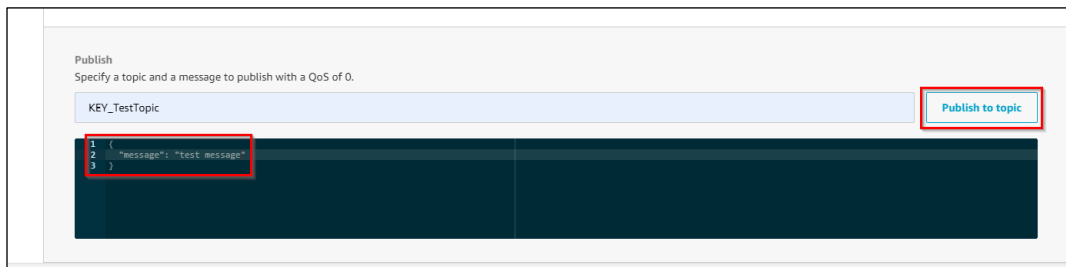 Publish
Specify a topic and a message to publish with a QoS of 0.
KEY_TestTopic
Publish to topic
1 {
2 "message": "test message"
3 }